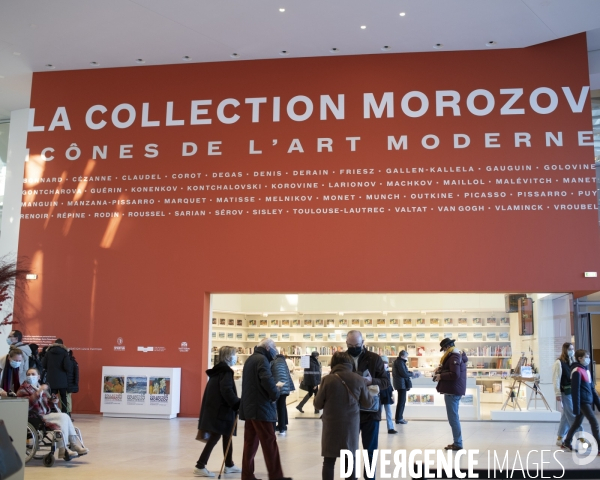 LA COLLECTION MOROZOV
ICÔNES DE L'ART MODERNE
BONNARD · CÉZANNE · CLAUDEL · COROT · DEGAS · DENIS · DERAIN · FRIESZ · GALLEN-KALLELA · GAUGUIN · GOLOVINE
GONTCHAROVA · GUÉRIN · KONENKOV · KONTCHALOVSKI · KOROVINE · LARIONOV · MACHKOV · MAILLOL · MALÉVITCH · MANET
MANGUIN · MANZANA-PISSARRO · MARQUET · MATISSE · MELNIKOV · MONET · MUNCH · OUTKINE · PICASSO · PISSARRO · PUY
RENOIR · RÉPINE · RODIN · ROUSSEL · SARIAN · SÉROV · SISLEY · TOULOUSE-LAUTREC · VALTAT · VAN GOGH · VLAMINCK · VROUBEL
DIVERGENCE IMAGES